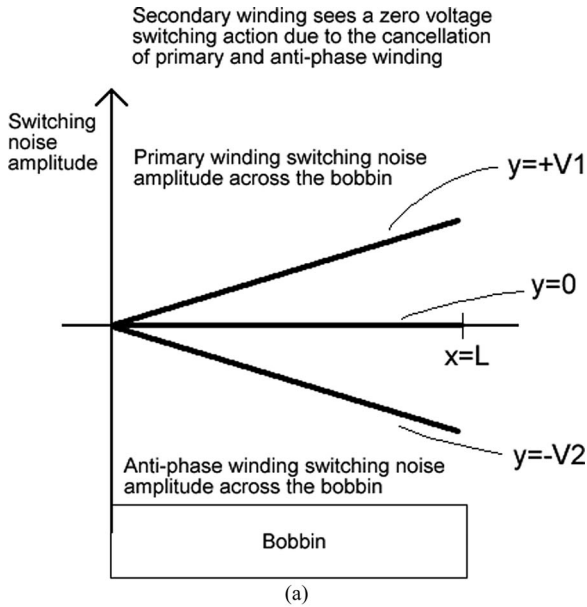 Secondary winding sees a zero voltage
switching action due to the cancellation
of primary and anti-phase winding
Switching
noise
amplitude
Primary winding switching noise
amplitude across the bobbin
y=+V1
y=0
x=L
y=-V2
Anti-phase winding switching noise
amplitude across the bobbin
Bobbin
(a)